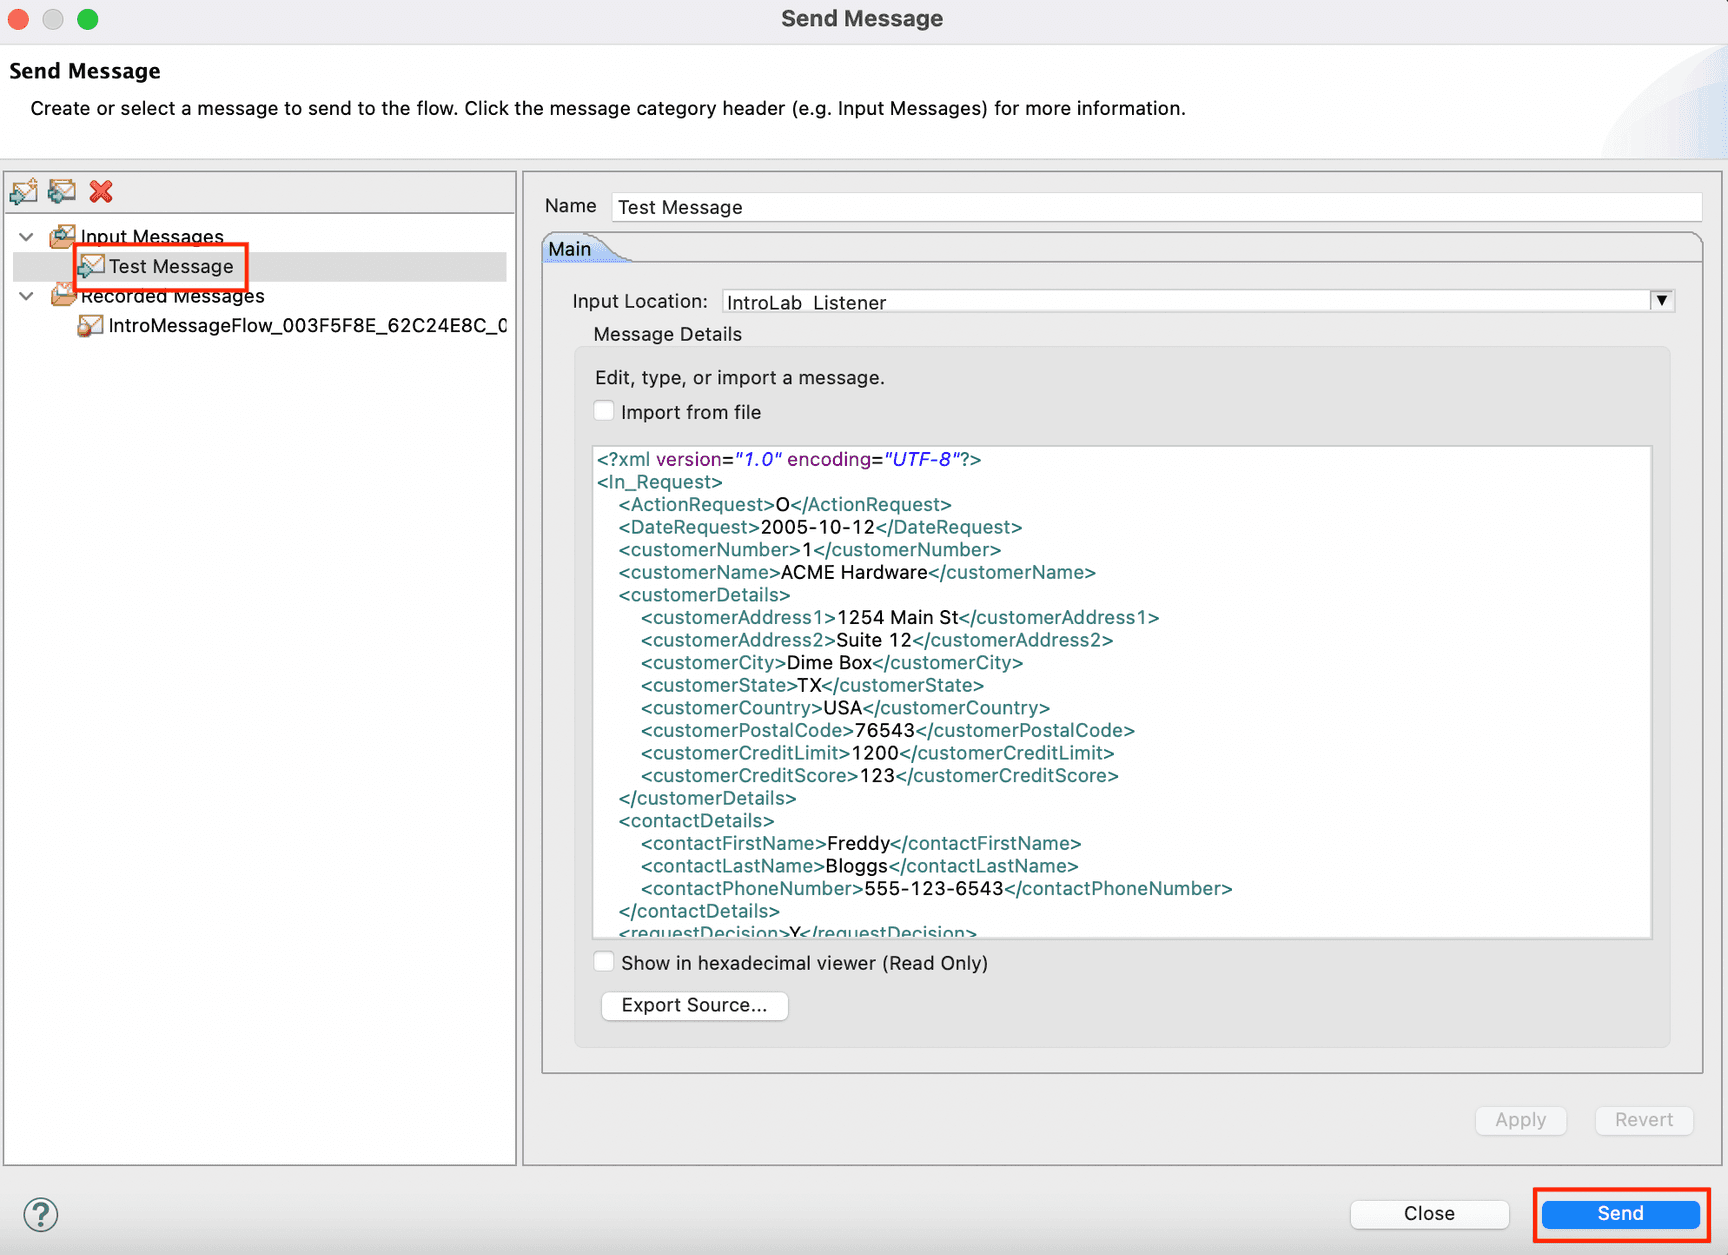 Send Message
Send Message
Create or select a message to send to the flow. Click the message category header (e.g. Input Messages) for more information.
Input Messages
Test Message
Recorded Messages
IntroMessageFlow_003F5F8E_62C24E8C_0
Name Test Message
Main
Input Location: IntroLab Listener
Message Details
Edit, type, or import a message.
Import from file
<?xml version="1.0" encoding="UTF-8"?>
<In_Request>
<ActionRequest>O</ActionRequest>
<DateRequest>2005-10-12</DateRequest>
<customerNumber>1</customerNumber>
<customerName>ACME Hardware</customerName>
<customerDetails>
<customerAddress1>1254 Main St</customerAddress1>
<customerAddress2>Suite 12</customerAddress2>
<customerCity>Dime Box</customerCity>
<customerState>TX</customerState>
<customerCountry>USA</customerCountry>
<customerPostalCode>76543</customerPostalCode>
<customerCreditLimit>1200</customerCreditLimit>
<customerCreditScore>123</customerCreditScore>
</customerDetails>
<contactDetails>
<contactFirstName>Freddy</contactFirstName>
<contactLastName>Bloggs</contactLastName>
<contactPhoneNumber>555-123-6543</contactPhoneNumber>
</contactDetails>
<requestDecision>Y</requestDecision>
Show in hexadecimal viewer (Read Only)
Export Source...
Apply Revert
? Close Send